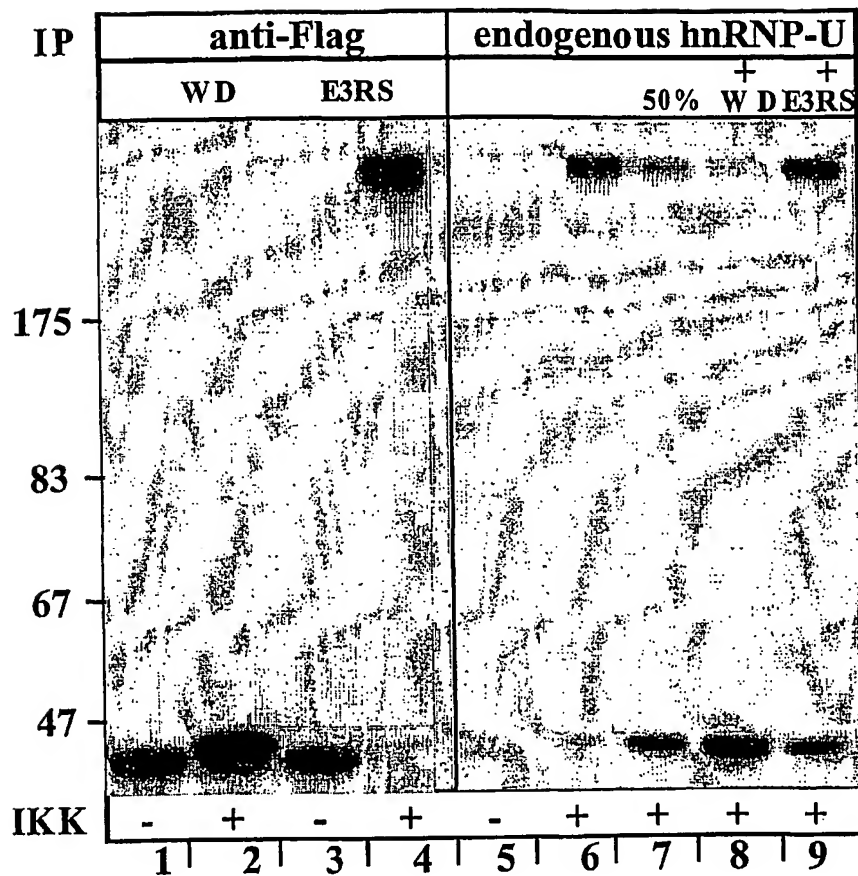 IP anti-Flag endogenous hnRNP-U
+ +
WD E3RS 50% WD E3RS
175
83
67
47
IKK - + - + - + + + +
1 2 3 4 5 6 7 8 9